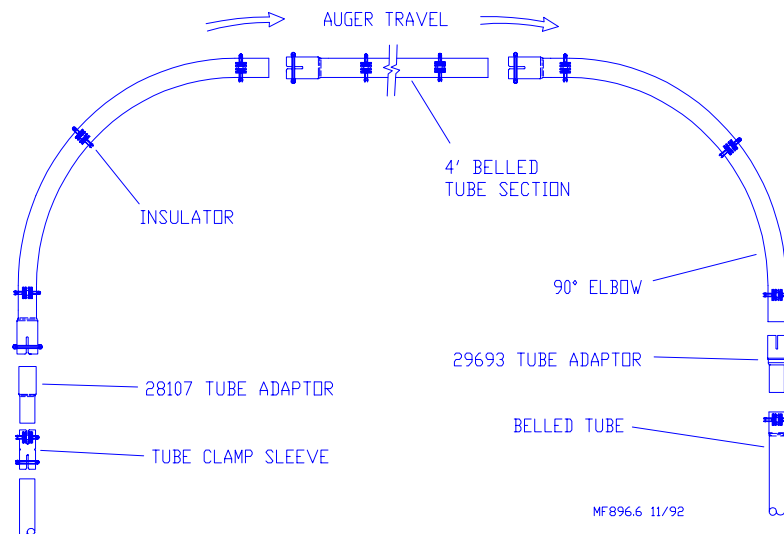 AUGER TRAVEL
4' BELLED
TUBE SECTION
INSULATOR
90° ELBOW
29693 TUBE ADAPTOR
28107 TUBE ADAPTOR
BELLED TUBE
TUBE CLAMP SLEEVE
MF896.6 11/92